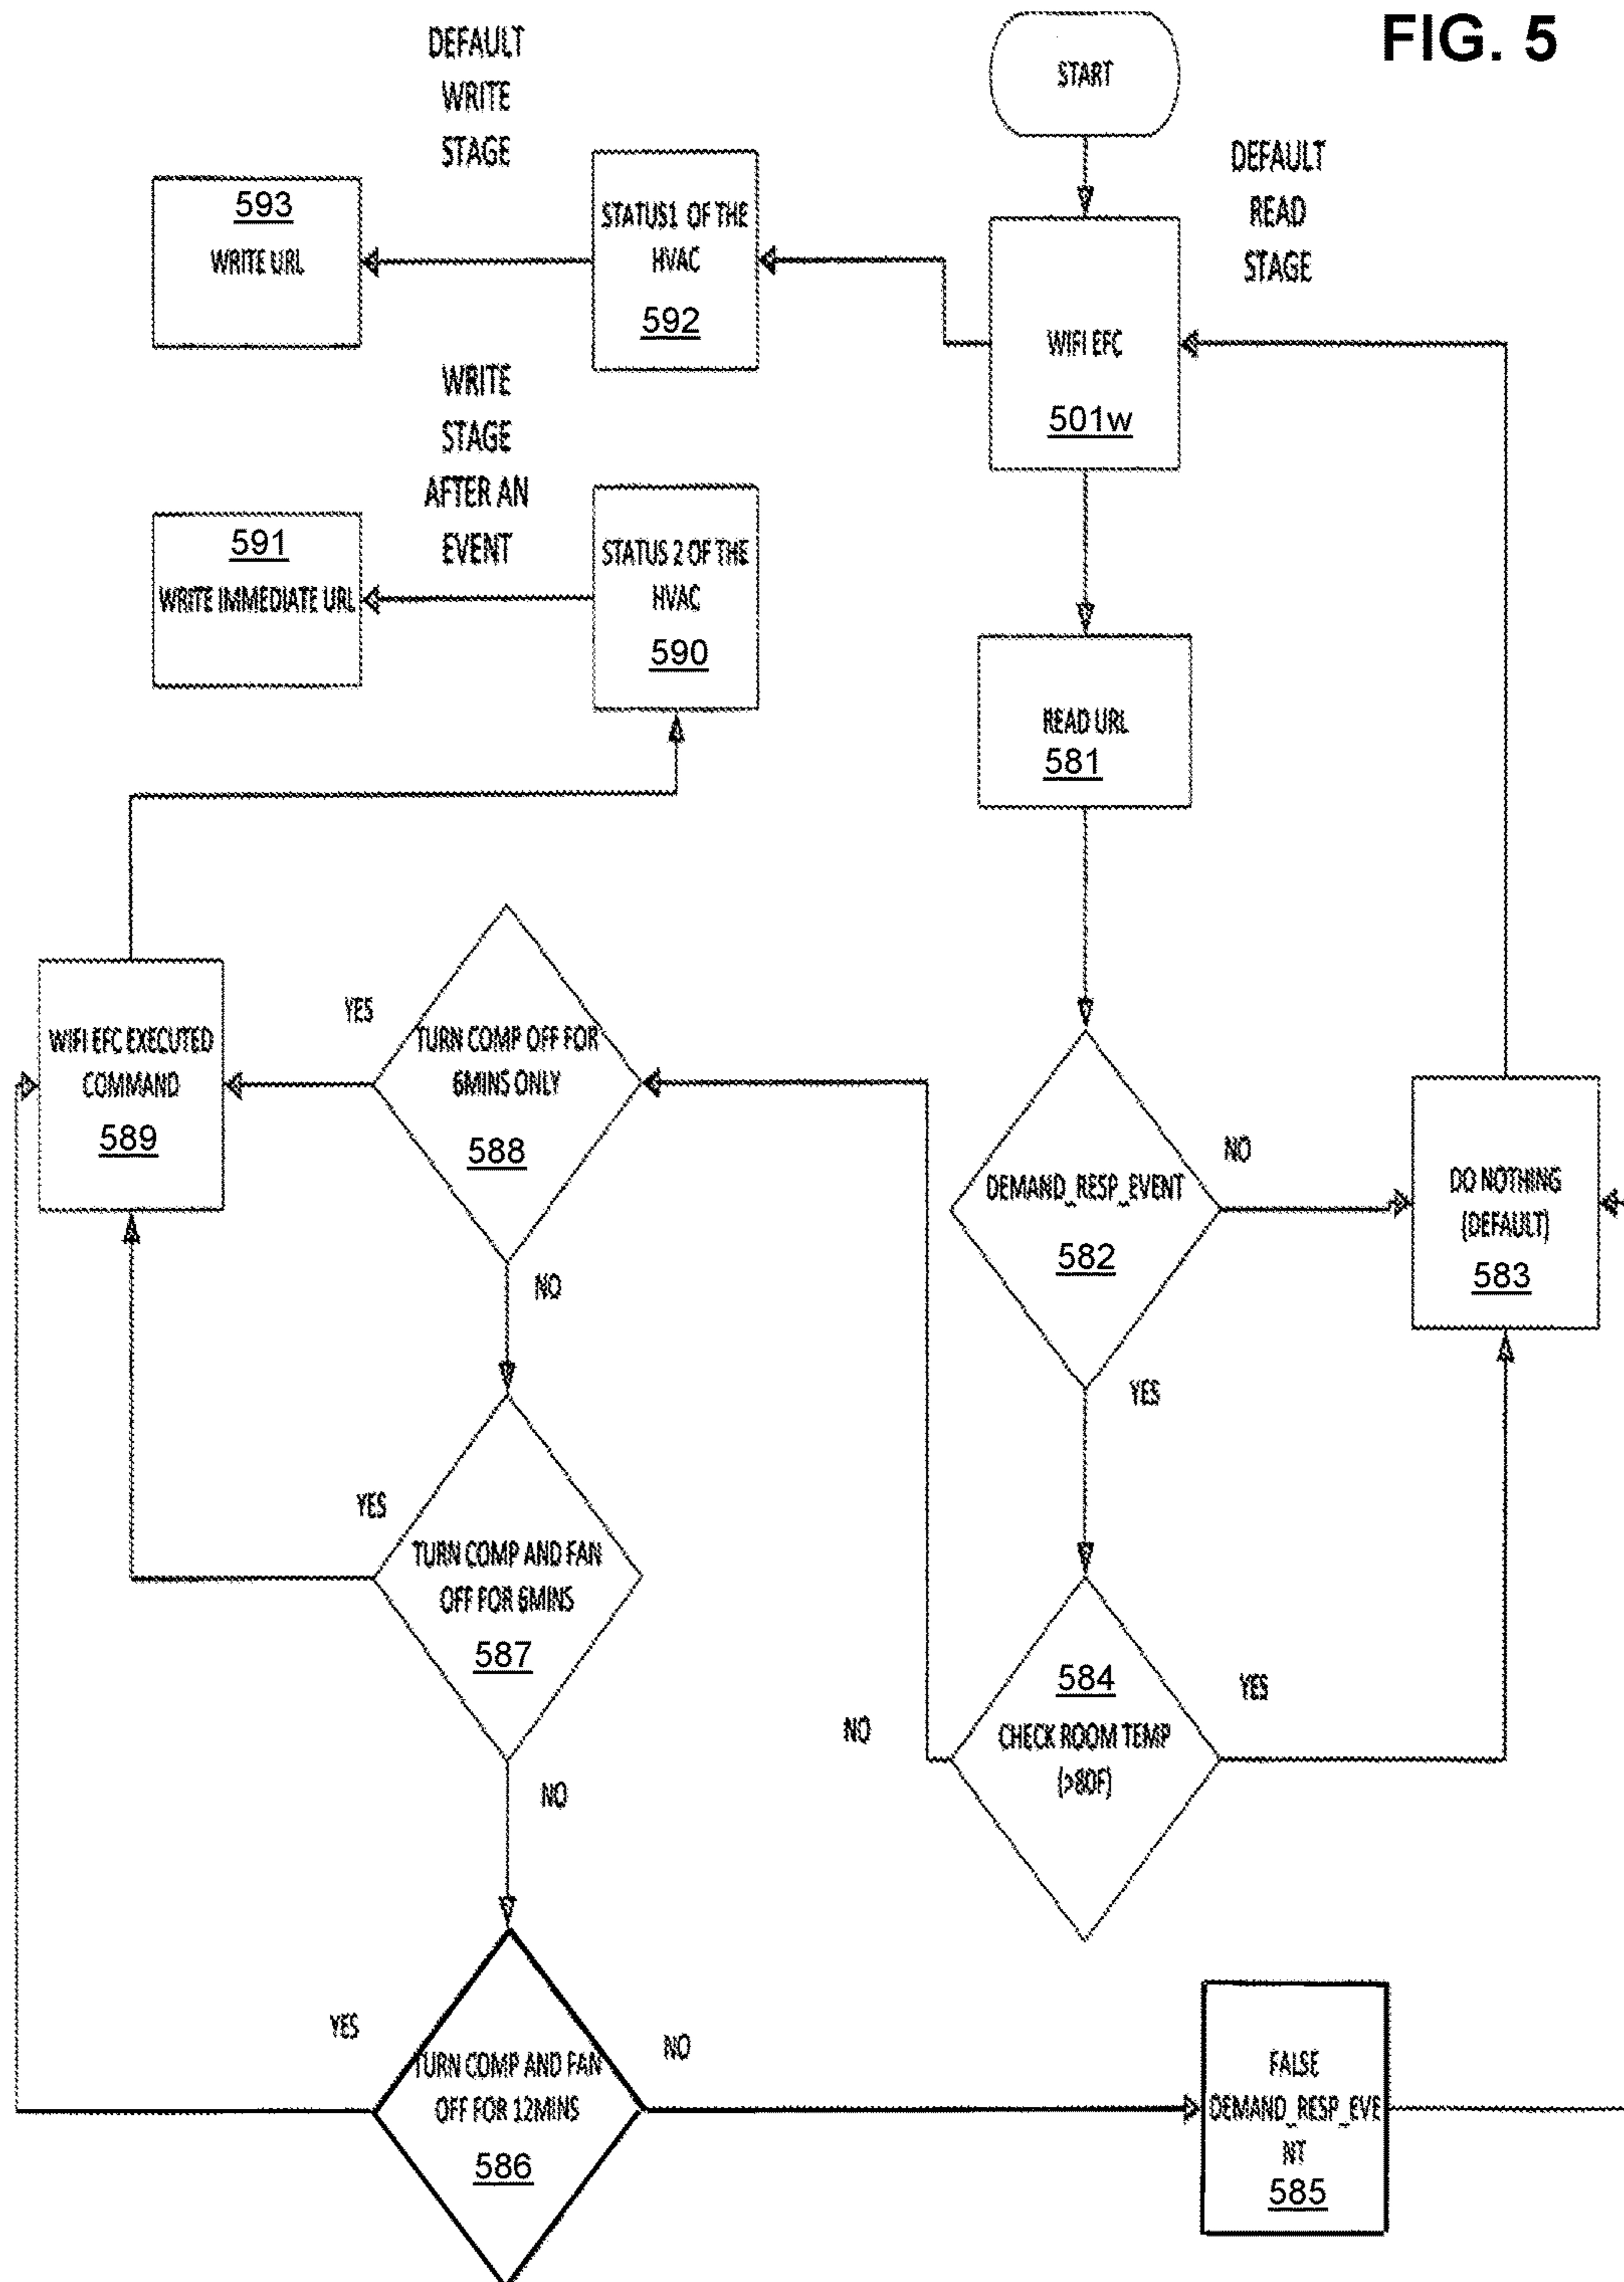 FIG. 5
START
DEFAULT
READ
STAGE
WIFI EFC
501w
DEFAULT
WRITE
STAGE
STATUS1 OF THE
HVAC
592
593
WRITE URL
WRITE
STAGE
AFTER AN
EVENT
STATUS 2 OF THE
HVAC
590
591
WRITE IMMEDIATE URL
READ URL
581
DEMAND_RESP_EVENT
582
NO
YES
DO NOTHING
(DEFAULT)
583
584
CHECK ROOM TEMP
(>80F)
YES
NO
TURN COMP OFF FOR
6MINS ONLY
588
YES
NO
WIFI EFC EXECUTED
COMMAND
589
TURN COMP AND FAN
OFF FOR 6MINS
587
YES
NO
TURN COMP AND FAN
OFF FOR 12MINS
586
YES
NO
FALSE
DEMAND_RESP_EVE
NT
585